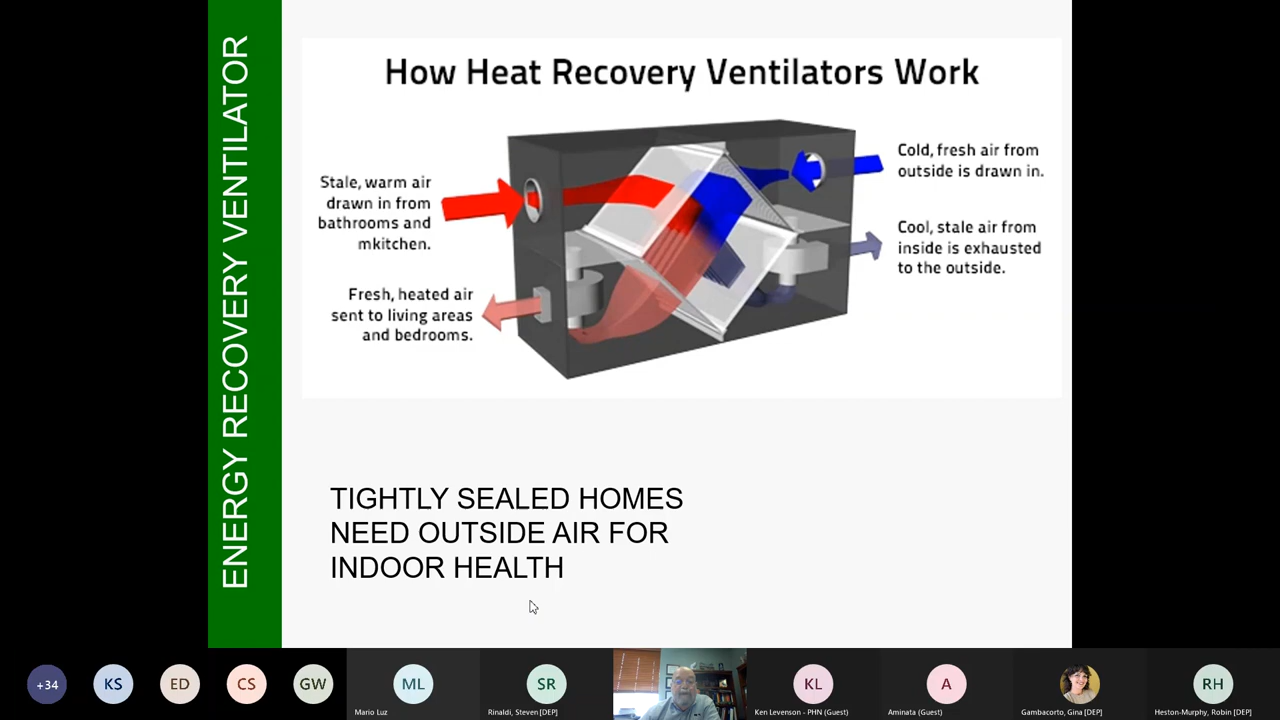 ENERGY RECOVERY VENTILATOR
How Heat Recovery Ventilators Work
Stale, warm air
drawn in from
bathrooms and
mkitchen.
Fresh, heated air
sent to living areas
and bedrooms.
Cold, fresh air from
outside is drawn in.
Cool, stale air from
inside is exhausted
to the outside.
TIGHTLY SEALED HOMES
NEED OUTSIDE AIR FOR
INDOOR HEALTH
+34
KS
ED
CS
GW
ML
Mario Luz
SR
Rinaldi, Steven [DEP]
KL
Ken Levenson - PHN (Guest)
A
Aminata (Guest)
Gambacorto, Gina [DEP]
RH
Heston-Murphy, Robin [DEP]